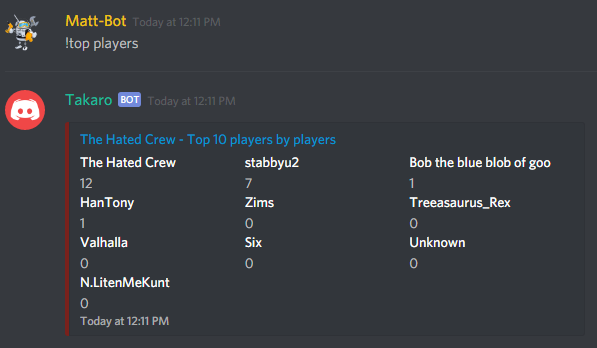 Matt-Bot Today at 12:11 PM
!top players
Takaro BOT Today at 12:11 PM
The Hated Crew - Top 10 players by players
The Hated Crew stabbyu2 Bob the blue blob of goo
12 7 1
HanTony Zims Treeasaurus_Rex
1 0 0
Valhalla Six Unknown
0 0 0
N.LitenMeKunt
0
Today at 12:11 PM